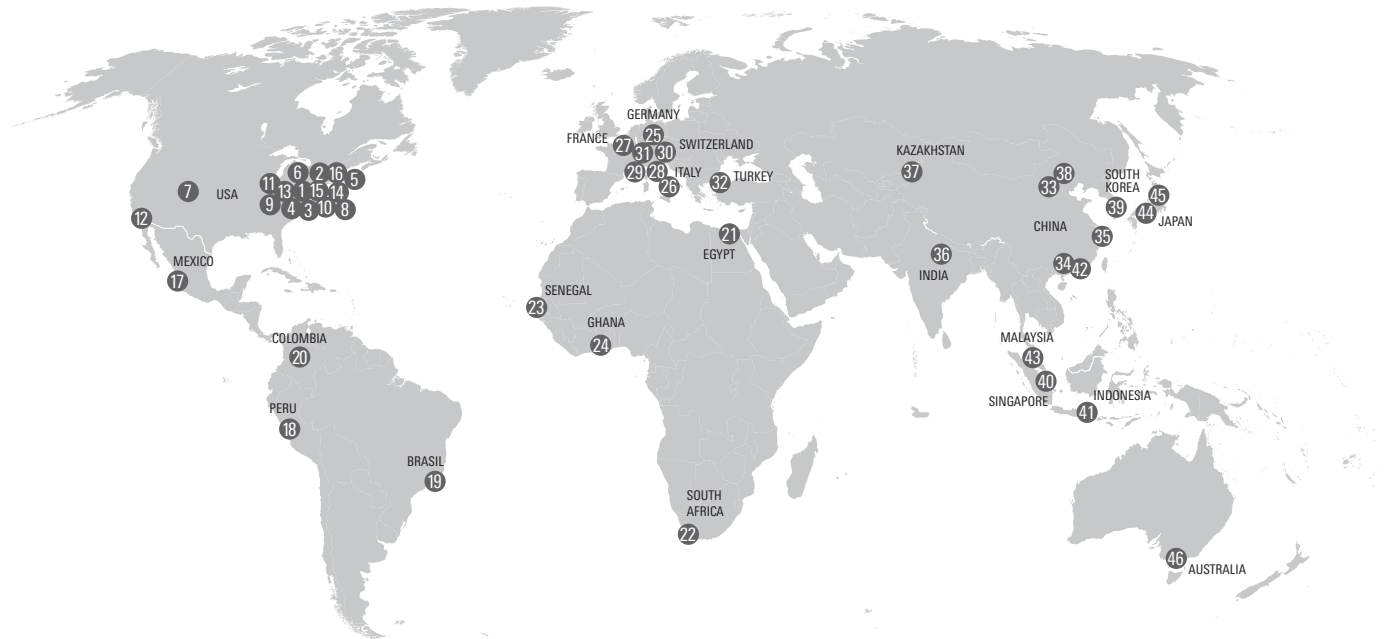 GERMANY
FRANCE
27
25
SWITZERLAND
31
30
29
28
ITALY
26
32
TURKEY
KAZAKHSTAN
37
38
33
SOUTH
KOREA
39
45
44
JAPAN
CHINA
35
34
42
36
INDIA
6
2
16
5
11
13
1
15
14
9
4
3
10
8
7
USA
12
MEXICO
17
21
EGYPT
SENEGAL
23
GHANA
24
COLOMBIA
20
MALAYSIA
43
40
SINGAPORE
INDONESIA
41
PERU
18
BRASIL
19
SOUTH
AFRICA
22
46
AUSTRALIA